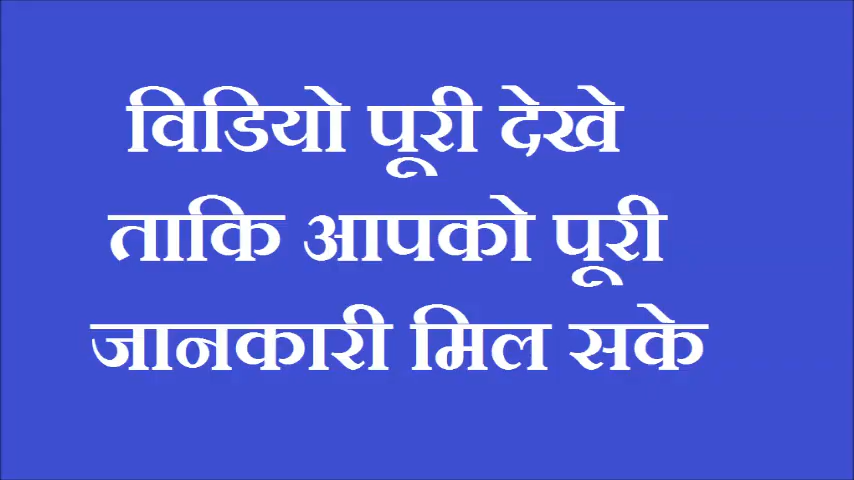 विडियो पूरी देखे
ताकि आपको पूरी
जानकारी मिल सके